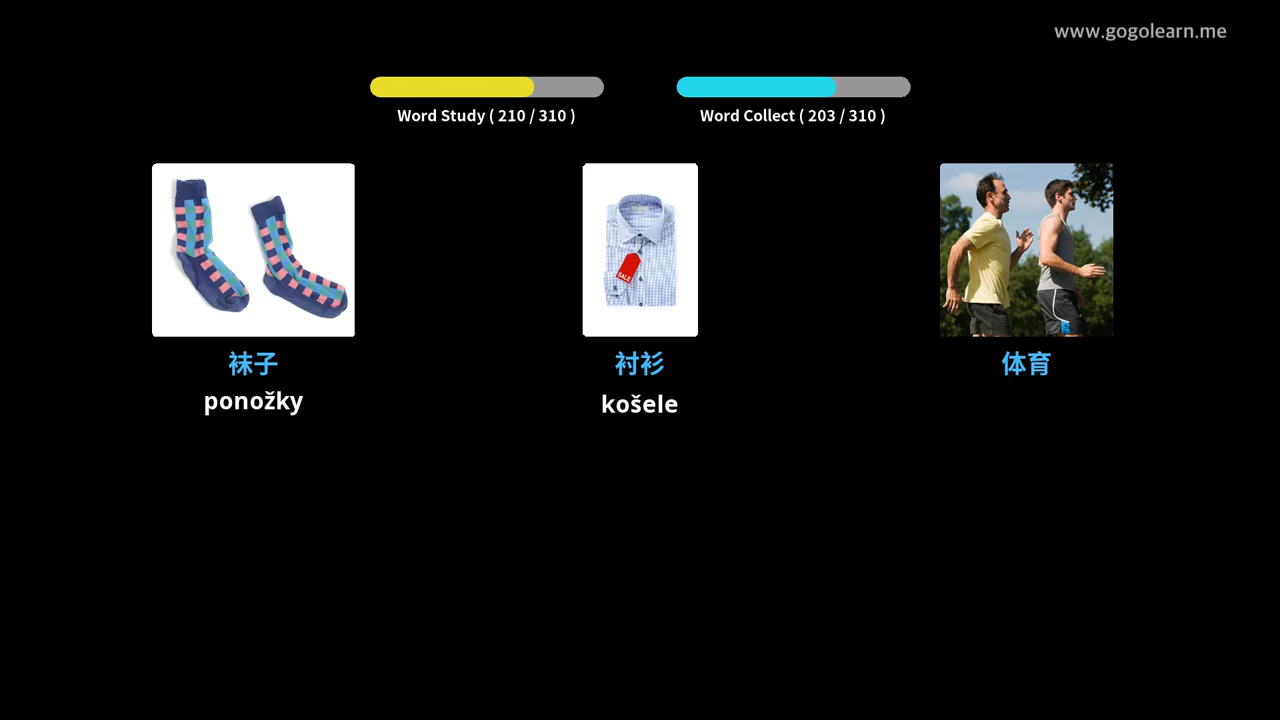 www.gogolearn.me
Word Study ( 210 / 310 )
Word Collect ( 203 / 310 )
SALE
袜子
衬衫
体育
ponožky
košele